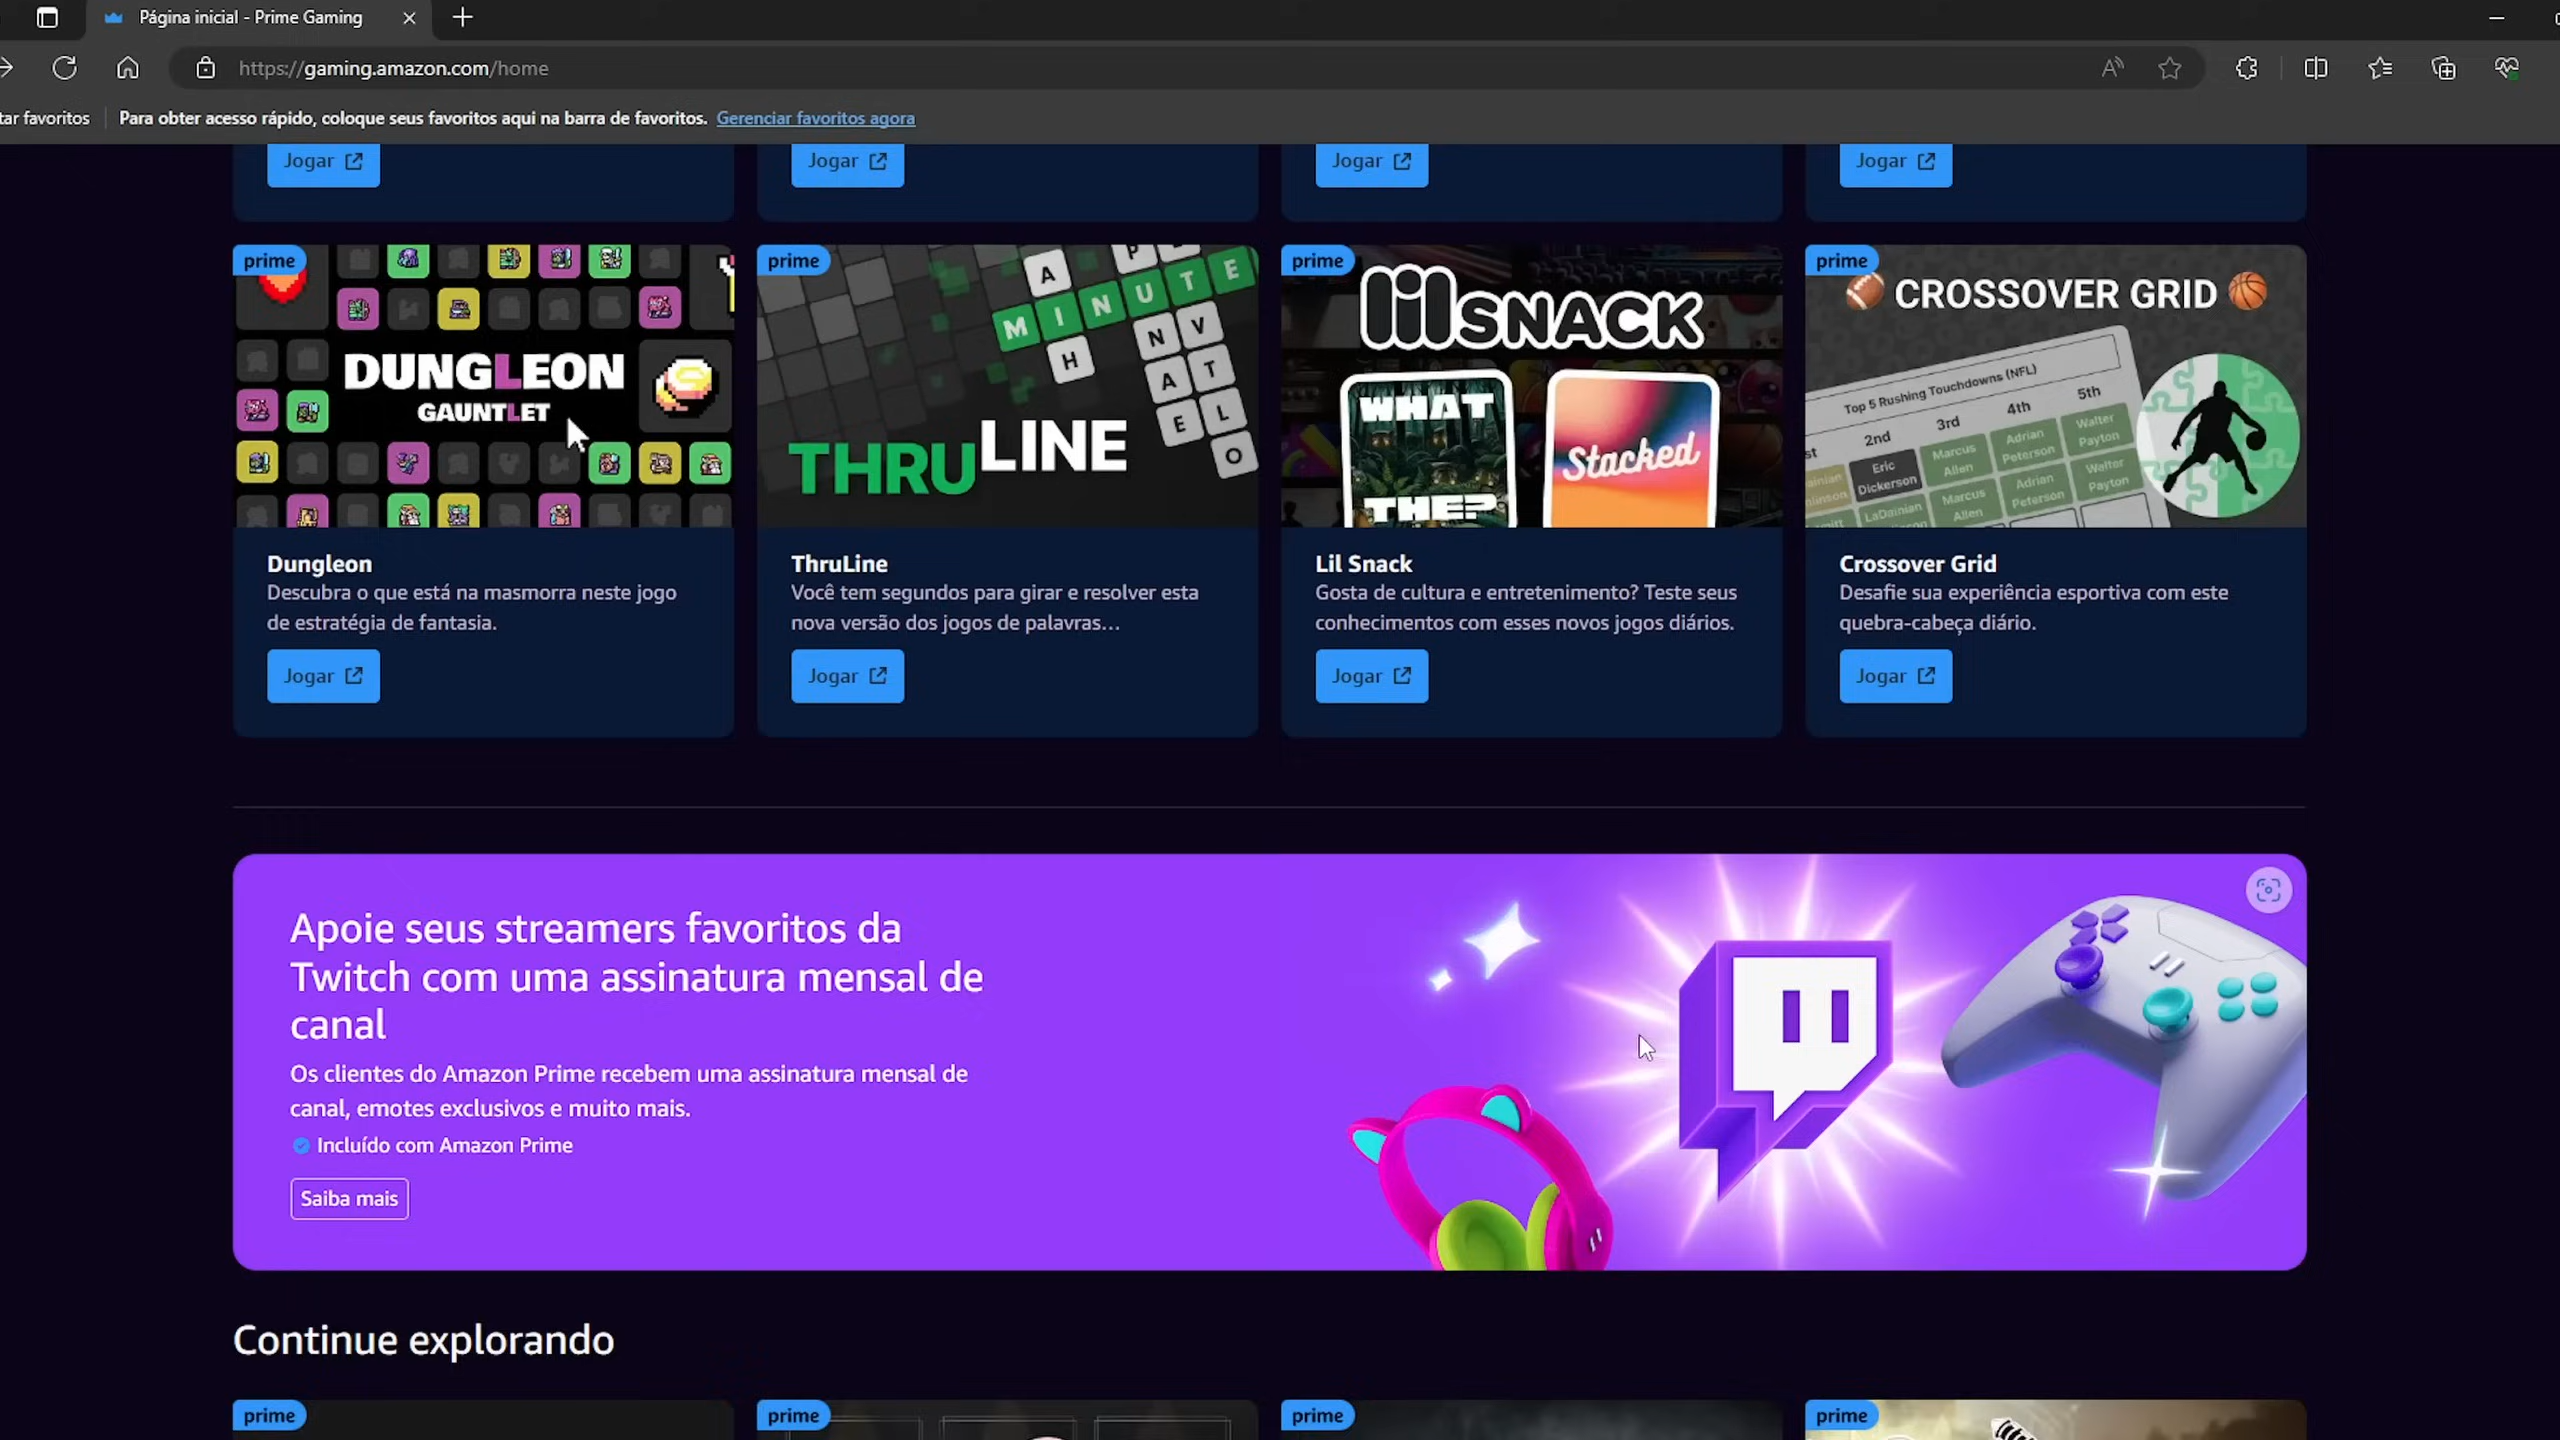 Página inicial - Prime Gaming
https://gaming.amazon.com/home
tar favoritos
Para obter acesso rápido, coloque seus favoritos aqui na barra de favoritos. Gerenciar favoritos agora
Jogar
Jogar
Jogar
Jogar
prime
DUNGLEON
GAUNTLET
Dungleon
Descubra o que está na masmorra neste jogo
de estratégia de fantasia.
Jogar
prime
A
P
MINUTE
H
N
V
A
T
E
L
O
THRULINE
ThruLine
Você tem segundos para girar e resolver esta
nova versão dos jogos de palavras...
Jogar
prime
lil SNACK
WHAT
THE?
Stacked
Lil Snack
Gosta de cultura e entretenimento? Teste seus
conhecimentos com esses novos jogos diários.
Jogar
prime
CROSSOVER GRID
Top 5 Rushing Touchdowns (NFL)
st 2nd 3rd 4th 5th
Eric
Dickerson
Marcus
Allen
Adrian
Peterson
Walter
Payton
LaDainian
Marcus
Allen
Adrian
Peterson
Walter
Payton
Crossover Grid
Desafie sua experiência esportiva com este
quebra-cabeça diário.
Jogar
Apoie seus streamers favoritos da
Twitch com uma assinatura mensal de
canal
Os clientes do Amazon Prime recebem uma assinatura mensal de
canal, emotes exclusivos e muito mais.
Incluído com Amazon Prime
Saiba mais
Continue explorando
prime
prime
prime
prime